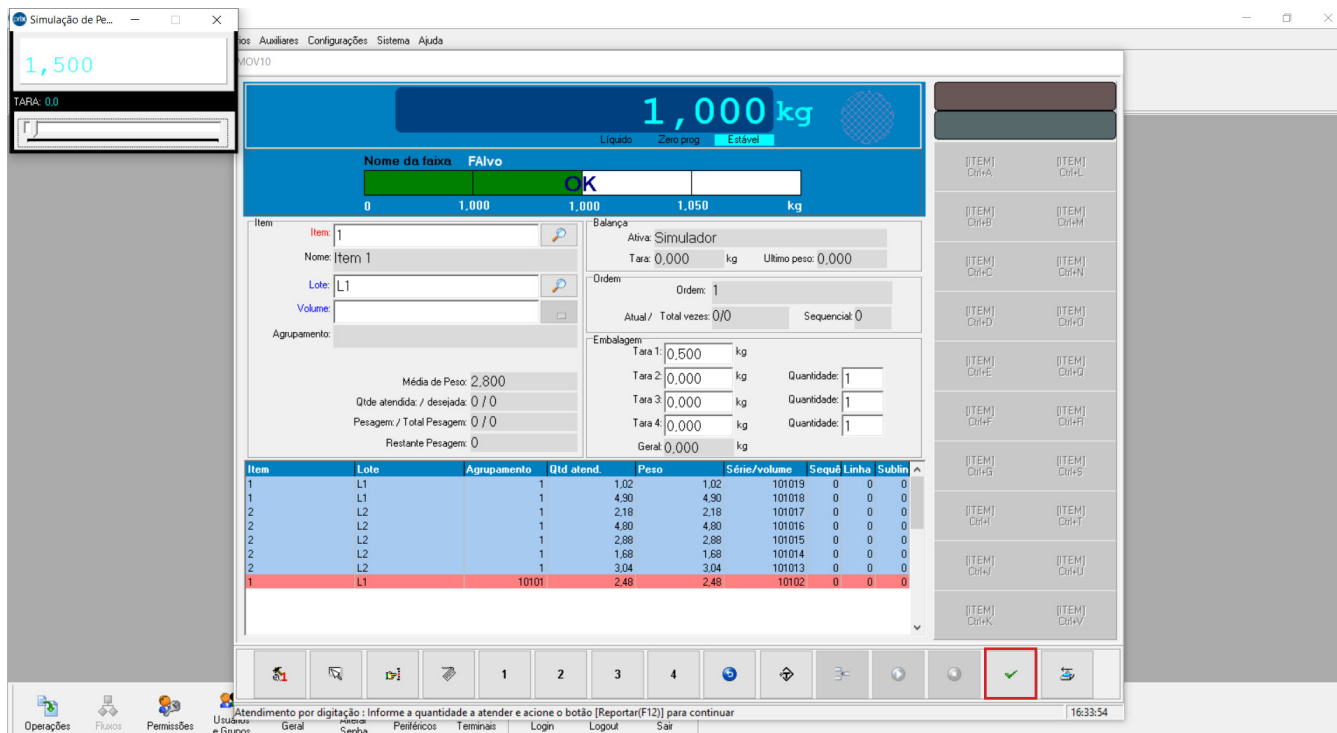 Simulação de Pe...
1,500
TARA: 0,0
ios Auxiliares Configurações Sistema Ajuda
MOV10
1,000 kg
Líquido Zero prog Estável
Nome da faixa FAlvo
OK
0 1,000 1,000 1,050 kg
Item
Item: 1
Nome: Item 1
Lote: L1
Volume:
Agrupamento:
Média de Peso: 2,800
Qtde atendida: / desejada: 0 / 0
Pesagem: / Total Pesagem: 0 / 0
Restante Pesagem: 0
Balança
Ativa: Simulador
Tara: 0,000 kg Ultimo peso: 0,000
Ordem
Ordem: 1
Atual / Total vezes: 0/0 Sequencial: 0
Embalagem
Tara 1: 0,500 kg
Tara 2: 0,000 kg Quantidade: 1
Tara 3: 0,000 kg Quantidade: 1
Tara 4: 0,000 kg Quantidade: 1
Geral: 0,000 kg
Item Lote Agrupamento Qtd atend. Peso Série/volume Sequê Linha Sublin
1 L1 1 1,02 1,02 101019 0 0 0
1 L1 1 4,90 4,90 101018 0 0 0
2 L2 1 2,18 2,18 101017 0 0 0
2 L2 1 4,80 4,80 101016 0 0 0
2 L2 1 2,88 2,88 101015 0 0 0
2 L2 1 1,68 1,68 101014 0 0 0
2 L2 1 3,04 3,04 101013 0 0 0
1 L1 10101 2,48 2,48 10102 0 0 0
[ITEM] [ITEM]
Ctrl+A Ctrl+L
[ITEM] [ITEM]
Ctrl+B Ctrl+M
[ITEM] [ITEM]
Ctrl+C Ctrl+N
[ITEM] [ITEM]
Ctrl+D Ctrl+O
[ITEM] [ITEM]
Ctrl+E Ctrl+Q
[ITEM] [ITEM]
Ctrl+F Ctrl+R
[ITEM] [ITEM]
Ctrl+G Ctrl+S
[ITEM] [ITEM]
Ctrl+I Ctrl+T
[ITEM] [ITEM]
Ctrl+J Ctrl+U
[ITEM] [ITEM]
Ctrl+K Ctrl+V
1 1 2 3 4
Atendimento por digitação : Informe a quantidade a atender e acione o botão [Reportar(F12)] para continuar 16:33:54
Operações Fluxos Permissões Usuários e Grupos Geral Alterar Senha Periféricos Terminais Login Logout Sair